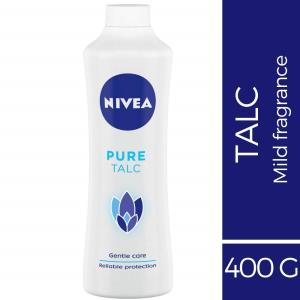 NIVEA
PURE
TALC
Gentle care
Reliable protection
TALC
Mild fragrance
400 G